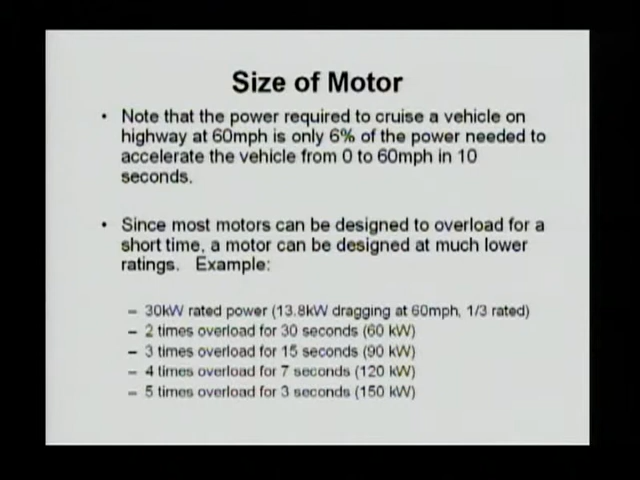 Size of Motor
• Note that the power required to cruise a vehicle on
highway at 60mph is only 6% of the power needed to
accelerate the vehicle from 0 to 60mph in 10
seconds.
• Since most motors can be designed to overload for a
short time, a motor can be designed at much lower
ratings. Example:
– 30kW rated power (13.8kW dragging at 60mph, 1/3 rated)
– 2 times overload for 30 seconds (60 kW)
– 3 times overload for 15 seconds (90 kW)
– 4 times overload for 7 seconds (120 kW)
– 5 times overload for 3 seconds (150 kW)